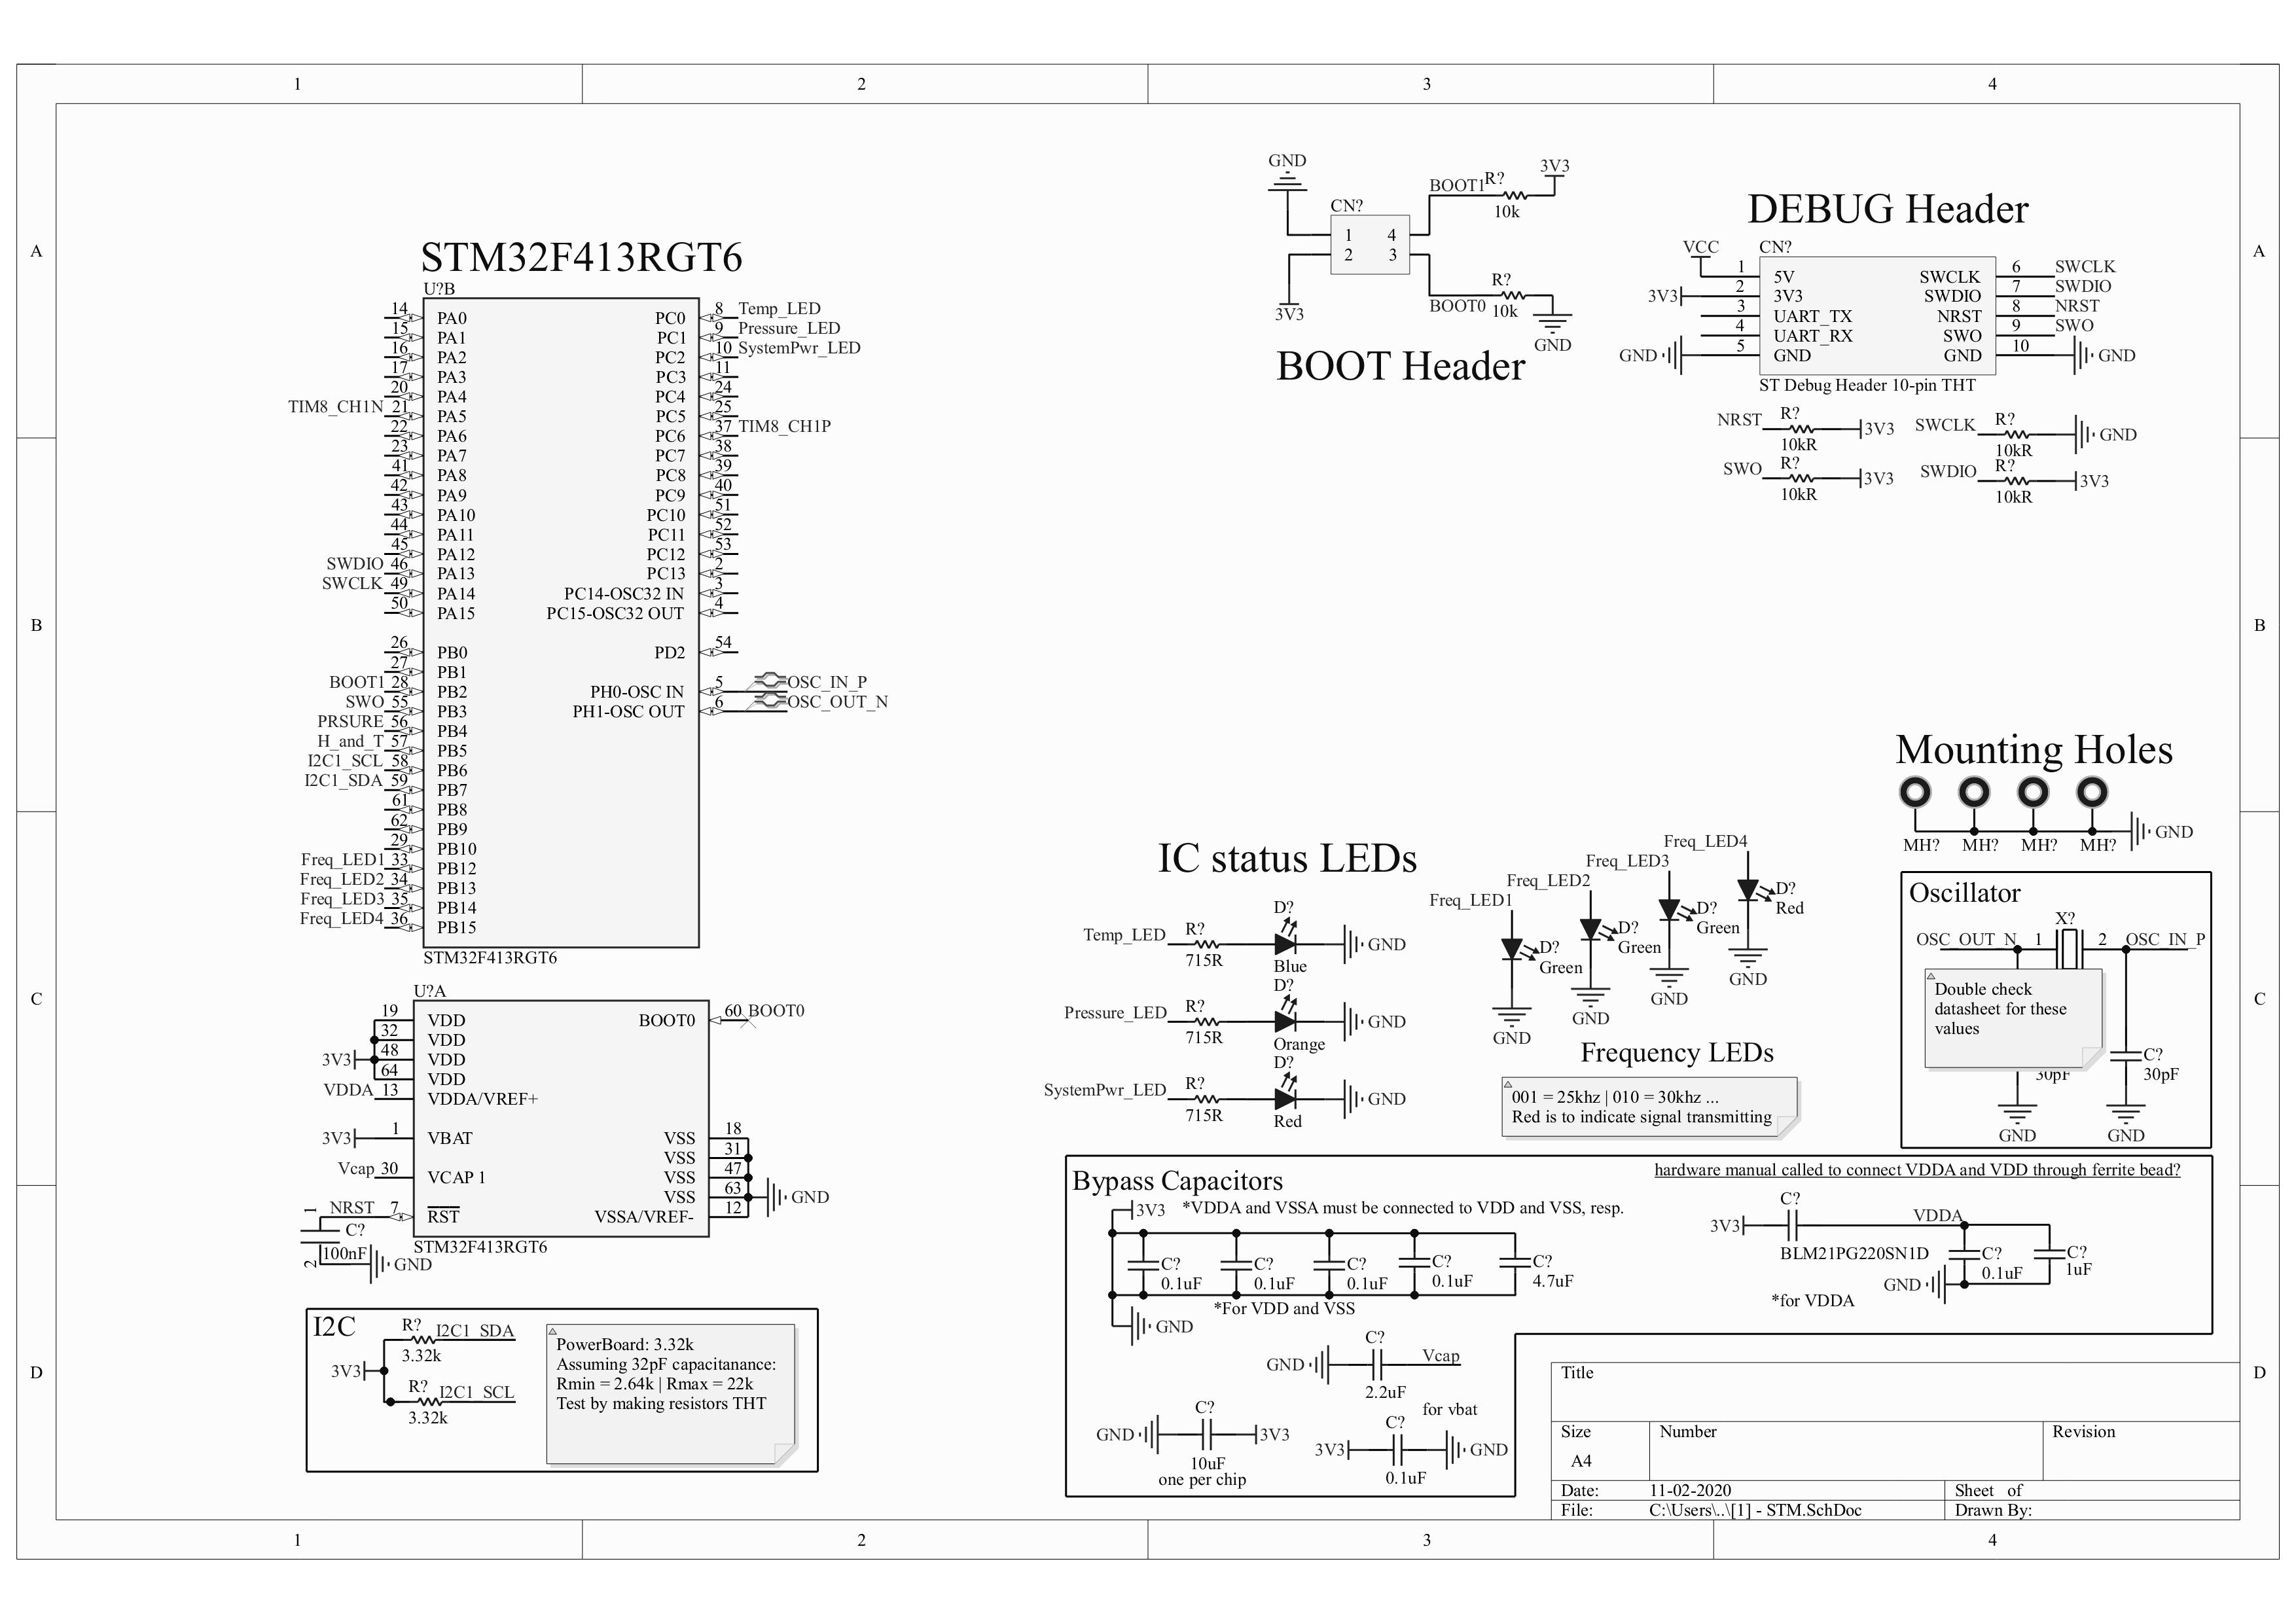 1 2 3 4
A A
B B
C C
D D
1 2 3 4
STM32F413RGT6
U?B
14 PA0
15 PA1
16 PA2
17 PA3
20 PA4
TIM8_CH1N 21 PA5
22 PA6
23 PA7
41 PA8
42 PA9
43 PA10
44 PA11
45 PA12
SWDIO 46 PA13
SWCLK 49 PA14
50 PA15
26 PB0
27 PB1
BOOT1 28 PB2
SWO 55 PB3
PRSURE 56 PB4
H_and_T 57 PB5
I2C1_SCL 58 PB6
I2C1_SDA 59 PB7
61 PB8
62 PB9
29 PB10
Freq_LED1 33 PB12
Freq_LED2 34 PB13
Freq_LED3 35 PB14
Freq_LED4 36 PB15
PC0 8 Temp_LED
PC1 9 Pressure_LED
PC2 10 SystemPwr_LED
PC3 11
PC4 24
PC5 25
PC6 37 TIM8_CH1P
PC7 38
PC8 39
PC9 40
PC10 51
PC11 52
PC12 53
PC13 2
PC14-OSC32 IN 3
PC15-OSC32 OUT 4
PD2 54
PH0-OSC IN 5 OSC_IN_P
PH1-OSC OUT 6 OSC_OUT_N
STM32F413RGT6
U?A
19 VDD
32 VDD
3V3 48 VDD
64 VDD
VDDA 13 VDDA/VREF+
3V3 1 VBAT
Vcap 30 VCAP 1
NRST 7 RST
BOOT0 60 BOOT0
VSS 18
VSS 31
VSS 47
VSS 63 GND
VSSA/VREF- 12
STM32F413RGT6
1 C?
100nF
2 GND
I2C
R? I2C1_SDA
3.32k
3V3
R? I2C1_SCL
3.32k
PowerBoard: 3.32k
Assuming 32pF capacitanance:
Rmin = 2.64k | Rmax = 22k
Test by making resistors THT
GND
CN?
1 4
2 3
3V3
BOOT1 R? 3V3
10k
R?
BOOT0 10k
GND
BOOT Header
DEBUG Header
VCC CN?
1 5V SWCLK 6 SWCLK
3V3 2 3V3 SWDIO 7 SWDIO
3 UART_TX NRST 8 NRST
4 UART_RX SWO 9 SWO
GND 5 GND GND 10 GND
ST Debug Header 10-pin THT
NRST R? 3V3
10kR
SWCLK R? GND
10kR
SWO R? 3V3
10kR
SWDIO R? 3V3
10kR
Mounting Holes
GND
MH? MH? MH? MH?
IC status LEDs
Temp_LED R? D? GND
715R Blue
Pressure_LED R? D? GND
715R Orange
SystemPwr_LED R? D? GND
715R Red
Freq_LED1 D?
Green
GND
Freq_LED2 D?
Green
GND
Freq_LED3 D?
Green
GND
Freq_LED4 D?
Red
GND
Frequency LEDs
001 = 25khz | 010 = 30khz ...
Red is to indicate signal transmitting
Oscillator
X?
OSC_OUT_N 1 2 OSC_IN_P
Double check
datasheet for these
values
30pF
C?
30pF
GND GND
Bypass Capacitors
hardware manual called to connect VDDA and VDD through ferrite bead?
3V3 *VDDA and VSSA must be connected to VDD and VSS, resp.
C? C? C? C? C?
0.1uF 0.1uF 0.1uF 0.1uF 4.7uF
*For VDD and VSS
GND
C?
3V3 VDDA
BLM21PG220SN1D
C? C?
0.1uF 1uF
GND
*for VDDA
C?
GND Vcap
2.2uF
C?
GND 3V3
10uF
one per chip
for vbat
C?
3V3 GND
0.1uF
Title
Size Number Revision
A4
Date: 11-02-2020 Sheet of
File: C:\Users\..\[1] - STM.SchDoc Drawn By: